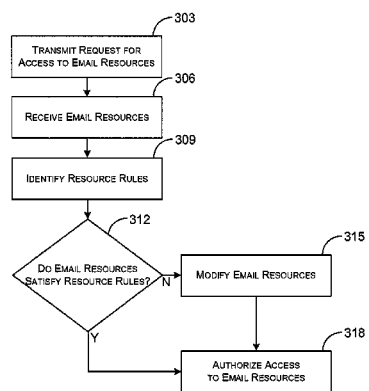 303
TRANSMIT REQUEST FOR
ACCESS TO EMAIL RESOURCES
306
RECEIVE EMAIL RESOURCES
309
IDENTIFY RESOURCE RULES
312
DO EMAIL RESOURCES
SATISFY RESOURCE RULES?
N
315
MODIFY EMAIL RESOURCES
Y
318
AUTHORIZE ACCESS
TO EMAIL RESOURCES